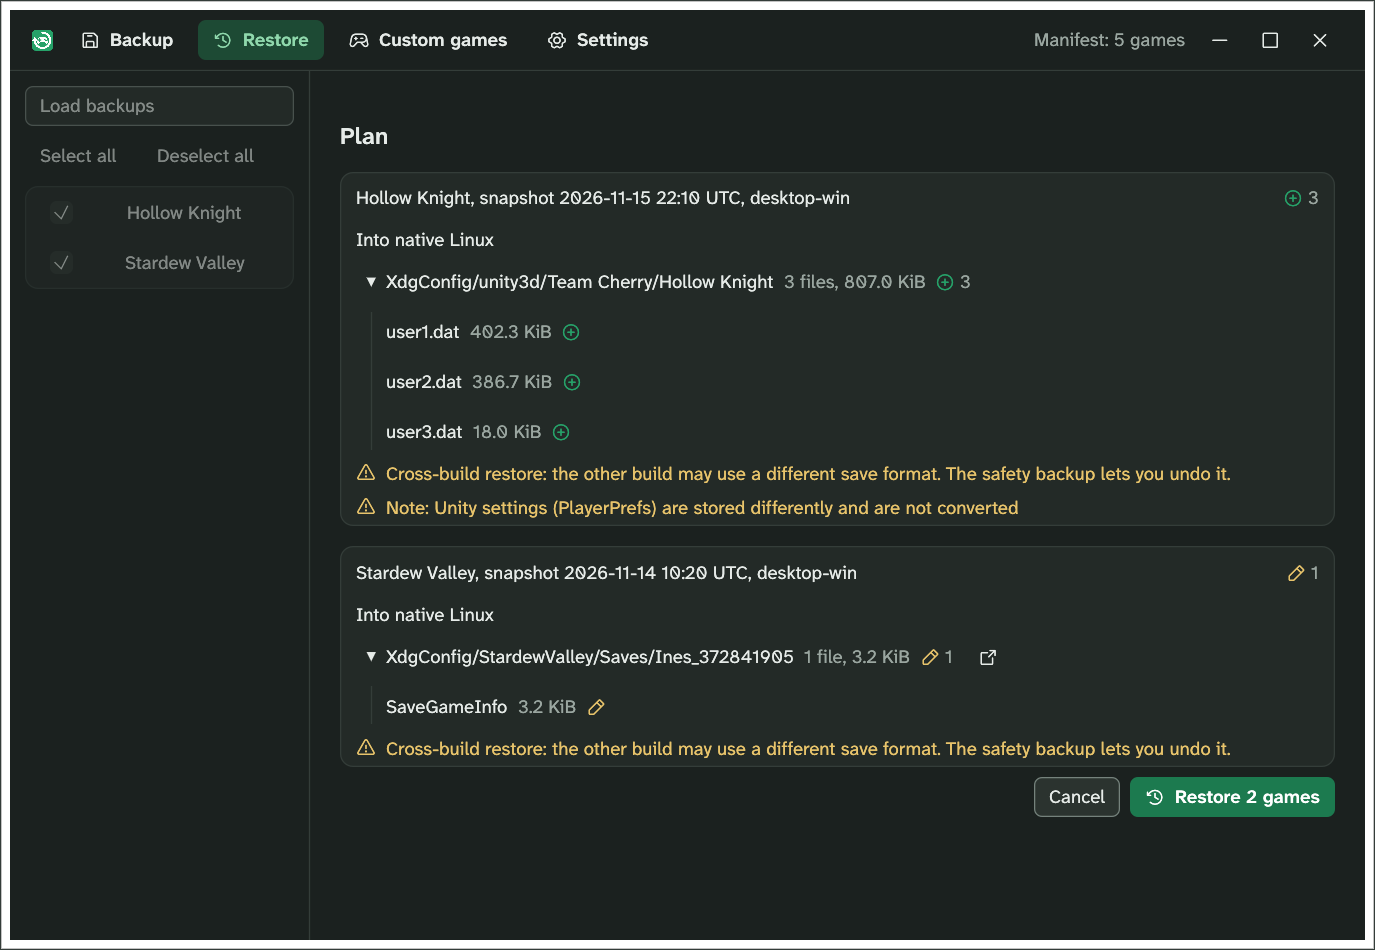 Backup Restore Custom games Settings Manifest: 5 games
Load backups
Select all Deselect all
Hollow Knight
Stardew Valley
Plan
Hollow Knight, snapshot 2026-11-15 22:10 UTC, desktop-win 3
Into native Linux
XdgConfig/unity3d/Team Cherry/Hollow Knight 3 files, 807.0 KiB 3
user1.dat 402.3 KiB
user2.dat 386.7 KiB
user3.dat 18.0 KiB
Cross-build restore: the other build may use a different save format. The safety backup lets you undo it.
Note: Unity settings (PlayerPrefs) are stored differently and are not converted
Stardew Valley, snapshot 2026-11-14 10:20 UTC, desktop-win 1
Into native Linux
XdgConfig/StardewValley/Saves/Ines_372841905 1 file, 3.2 KiB 1
SaveGameInfo 3.2 KiB
Cross-build restore: the other build may use a different save format. The safety backup lets you undo it.
Cancel Restore 2 games